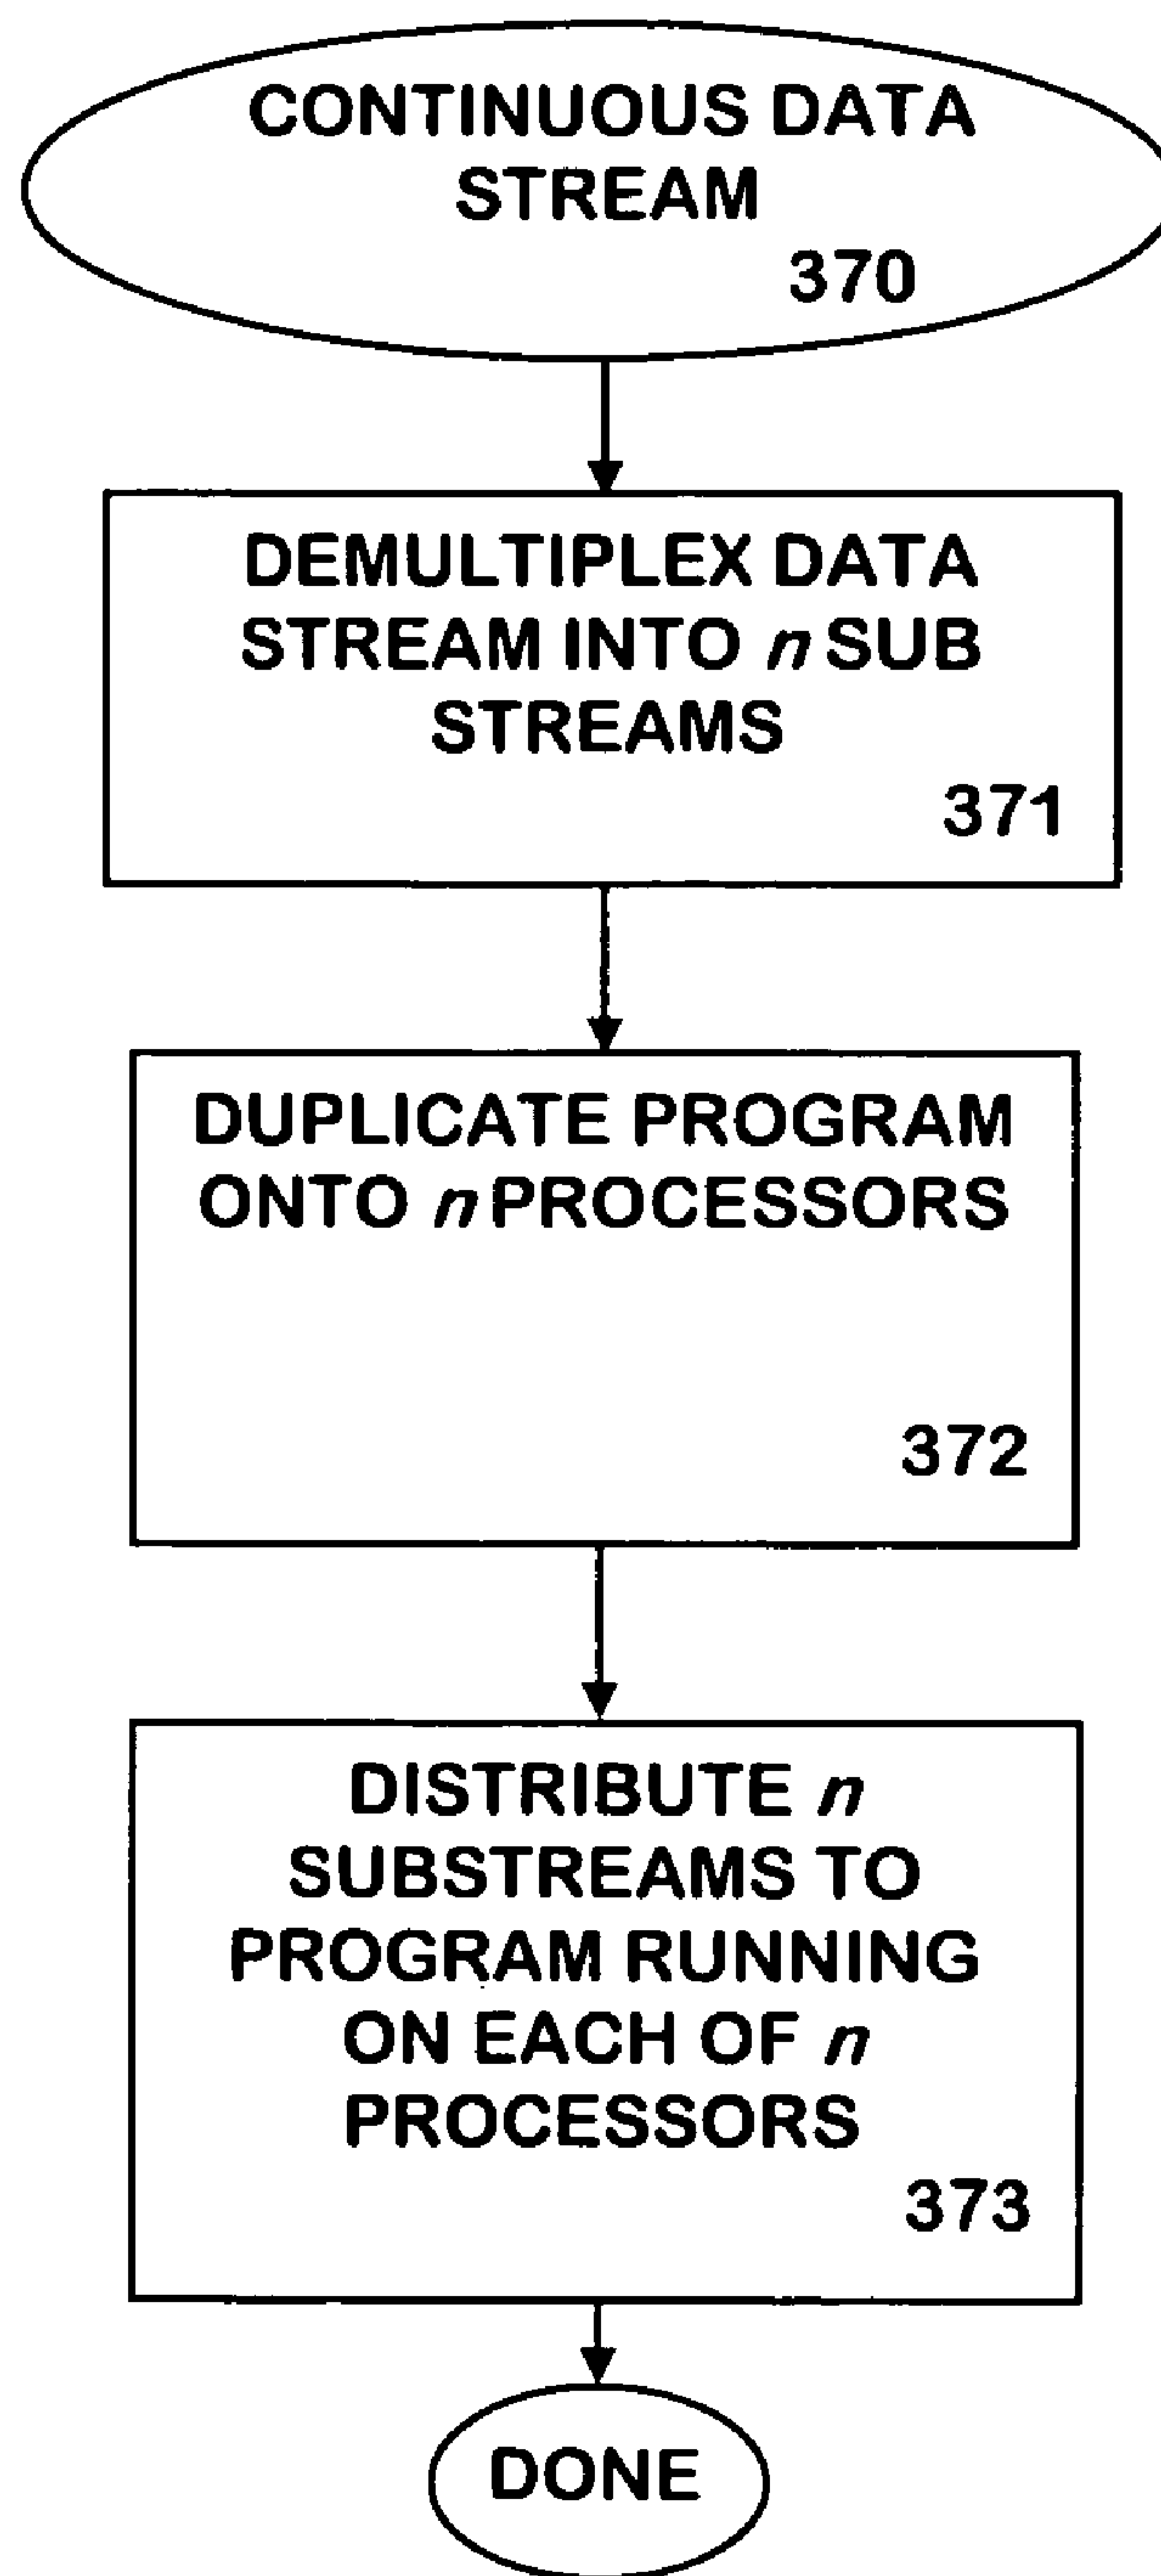 CONTINUOUS DATA
STREAM
370
DEMULTIPLEX DATA
STREAM INTO n SUB
STREAMS
371
DUPLICATE PROGRAM
ONTO n PROCESSORS
372
DISTRIBUTE n
SUBSTREAMS TO
PROGRAM RUNNING
ON EACH OF n
PROCESSORS
373
DONE